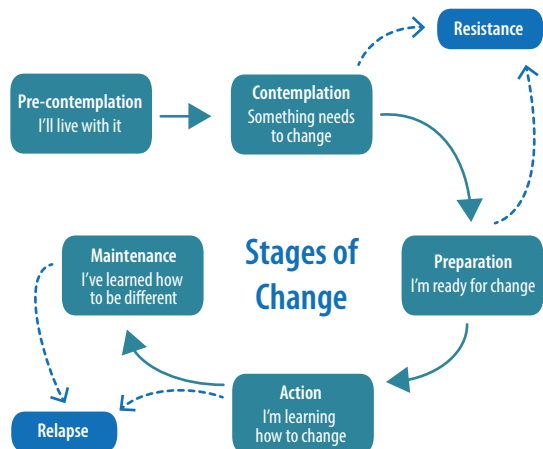 Resistance
Pre-contemplation
I'll live with it
Contemplation
Something needs
to change
Stages of
Change
Preparation
I'm ready for change
Maintenance
I've learned how
to be different
Action
I'm learning
how to change
Relapse